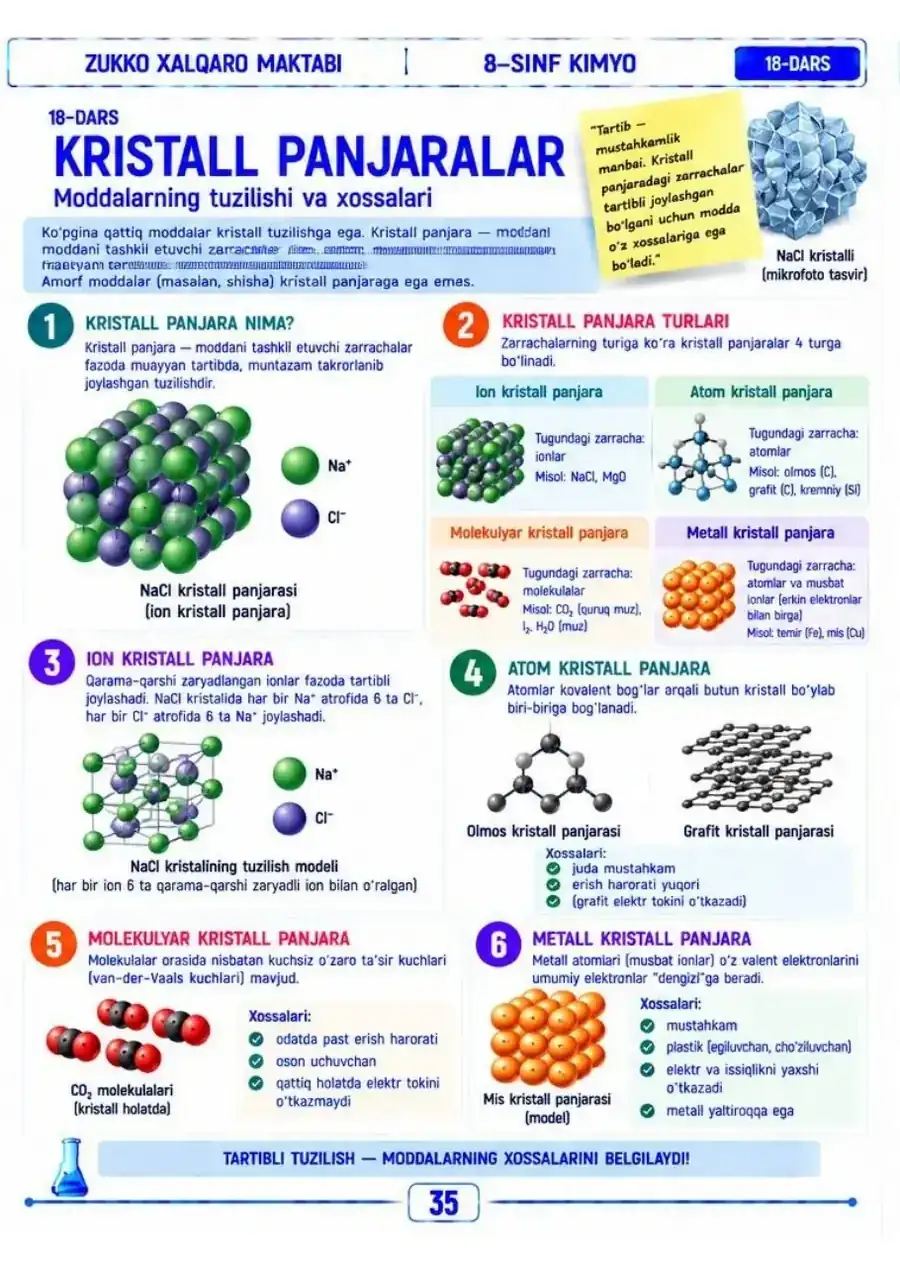 ZUKKO XALQARO MAKTABI
8–SINF KIMYO
18-DARS
18-DARS
KRISTALL PANJARALAR
Moddalarning tuzilishi va xossalari
Ko'pgina qattiq moddalar kristall tuzilishga ega. Kristall panjara — moddani
moddani tashkil etuvchi zarrachalar
Amorf moddalar (masalan, shisha) kristall panjaraga ega emas.
"Tartib —
mustahkamlik
manbai. Kristall
panjaradagi zarrachalar
tartibli joylashgan
bo'lgani uchun modda
o'z xossalariga ega
bo'ladi."
NaCl kristalli
(mikrofoto tasvir)
1 KRISTALL PANJARA NIMA?
Kristall panjara — moddani tashkil etuvchi zarrachalar
fazoda muayyan tartibda, muntazam takrorlanib
joylashgan tuzilishdir.
Na⁺
Cl⁻
NaCl kristall panjarasi
(ion kristall panjara)
2 KRISTALL PANJARA TURLARI
Zarrachalarning turiga ko'ra kristall panjaralar 4 turga
bo'linadi.
Ion kristall panjara
Tugundagi zarracha:
ionlar
Misol: NaCl, MgO
Atom kristall panjara
Tugundagi zarracha:
atomlar
Misol: olmos (C),
grafit (C), kremniy (Si)
Molekulyar kristall panjara
Tugundagi zarracha:
molekulalar
Misol: CO₂ (quruq muz),
I₂, H₂O (muz)
Metall kristall panjara
Tugundagi zarracha:
atomlar va musbat
ionlar (erkin elektronlar
bilan birga)
Misol: temir (Fe), mis (Cu)
3 ION KRISTALL PANJARA
Qarama-qarshi zaryadlangan ionlar fazoda tartibli
joylashadi. NaCl kristalida har bir Na⁺ atrofida 6 ta Cl⁻,
har bir Cl⁻ atrofida 6 ta Na⁺ joylashadi.
Na⁺
Cl⁻
NaCl kristalining tuzilish modeli
(har bir ion 6 ta qarama-qarshi zaryadli ion bilan o'ralgan)
4 ATOM KRISTALL PANJARA
Atomlar kovalent bog'lar arqali butun kristall bo'ylab
biri-biriga bog'lanadi.
Olmos kristall panjarasi
Grafit kristall panjarasi
Xossalari:
juda mustahkam
erish harorati yuqori
(grafit elektr tokini o'tkazadi)
5 MOLEKULYAR KRISTALL PANJARA
Molekulalar orasida nisbatan kuchsiz o'zaro ta'sir kuchlari
(van-der-Vaals kuchlari) mavjud.
CO₂ molekulalari
(kristall holatda)
Xossalari:
odatda past erish harorati
oson uchuvchan
qattiq holatda elektr tokini
o'tkazmaydi
6 METALL KRISTALL PANJARA
Metall atomlari (musbat ionlar) o'z valent elektronlarini
umumiy elektronlar "dengizi"ga beradi.
Mis kristall panjarasi
(model)
Xossalari:
mustahkam
plastik (egiluvchan, cho'ziluvchan)
elektr va issiqlikni yaxshi
o'tkazadi
metall yaltiroqqa ega
TARTIBLI TUZILISH — MODDALARNING XOSSALARINI BELGILAYDI!
35